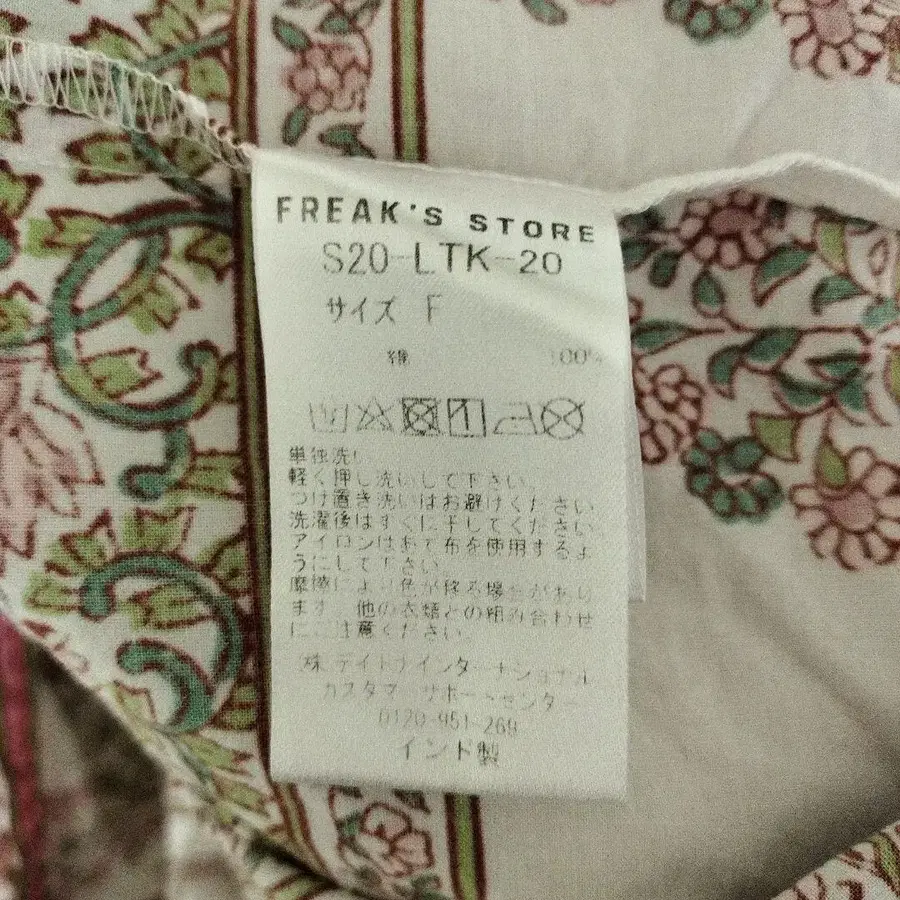 FREAK'S STORE
S20-LTK-20
サイズ F
綿 100%
単独洗い
軽く押し洗いして下さい。
つけ置き洗いはお避けください
洗濯後はすぐに干してください
アイロンはあて布を使用するよ
うにして下さい
摩擦により色が移る場合があり
ます 他の衣類との組み合わせ
にご注意ください
株 デイトナインターナショナル
カスタマーサポートセンター
0120-951-269
インド製